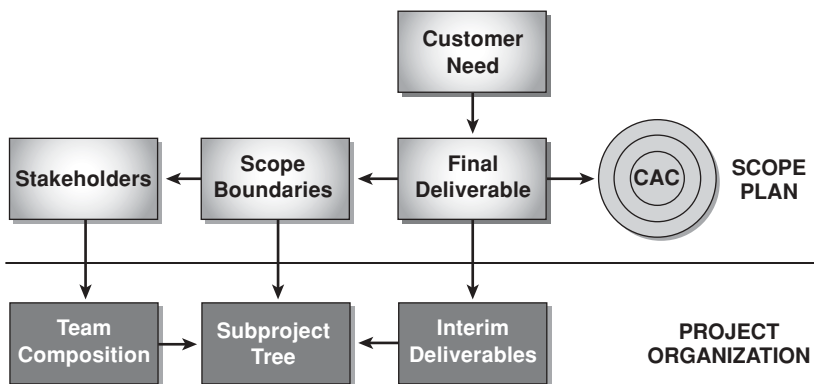 Customer
Need
Stakeholders
Scope
Boundaries
Final
Deliverable
CAC
SCOPE
PLAN
Team
Composition
Subproject
Tree
Interim
Deliverables
PROJECT
ORGANIZATION